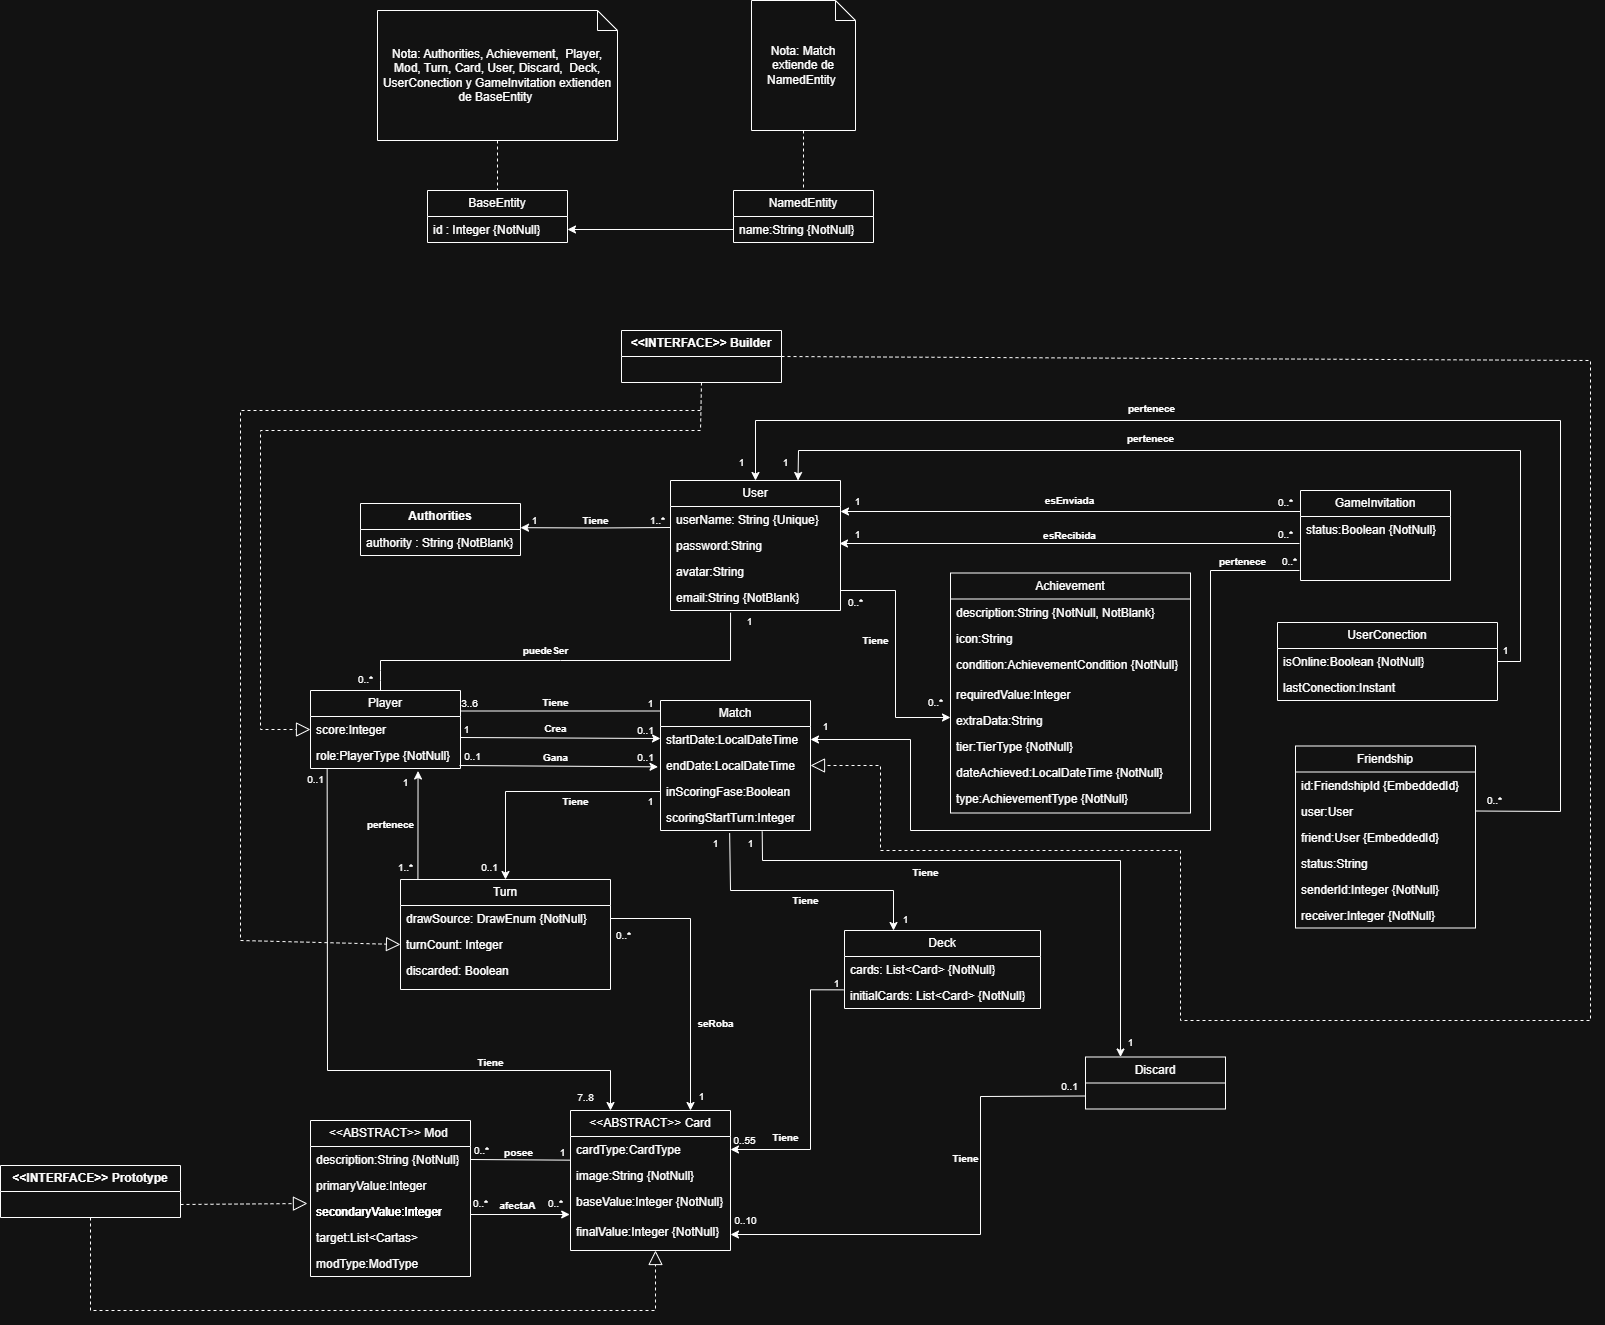 Nota: Authorities, Achievement, Player,
Mod, Turn, Card, User, Discard, Deck,
UserConection y GameInvitation extienden
de BaseEntity
Nota: Match
extiende de
NamedEntity
BaseEntity
id : Integer {NotNull}
NamedEntity
name:String {NotNull}
<<INTERFACE>> Builder
pertenece
pertenece
1
1
User
userName: String {Unique}
password:String
avatar:String
email:String {NotBlank}
Authorities
authority : String {NotBlank}
1
Tiene
1..*
1
esEnviada
0..*
1
esRecibida
0..*
pertenece
0..*
GameInvitation
status:Boolean {NotNull}
0..*
Tiene
0..*
Achievement
description:String {NotNull, NotBlank}
icon:String
condition:AchievementCondition {NotNull}
requiredValue:Integer
extraData:String
tier:TierType {NotNull}
dateAchieved:LocalDateTime {NotNull}
type:AchievementType {NotNull}
UserConection
isOnline:Boolean {NotNull}
lastConection:Instant
1
1
puedeSer
0..*
Player
score:Integer
role:PlayerType {NotNull}
3..6
Tiene
1
1
Crea
0..1
0..1
Gana
0..1
Match
startDate:LocalDateTime
endDate:LocalDateTime
inScoringFase:Boolean
scoringStartTurn:Integer
1
Friendship
id:FriendshipId {EmbeddedId}
user:User
friend:User {EmbeddedId}
status:String
senderId:Integer {NotNull}
receiver:Integer {NotNull}
0..*
0..1
1
pertenece
1..*
Tiene
1
0..1
1
1
Tiene
Tiene
Turn
drawSource: DrawEnum {NotNull}
turnCount: Integer
discarded: Boolean
0..*
1
Deck
cards: List<Card> {NotNull}
initialCards: List<Card> {NotNull}
1
seRoba
1
Discard
0..1
Tiene
7..8
1
<<ABSTRACT>> Card
cardType:CardType
image:String {NotNull}
baseValue:Integer {NotNull}
finalValue:Integer {NotNull}
0..55
Tiene
Tiene
0..10
<<ABSTRACT>> Mod
description:String {NotNull}
primaryValue:Integer
secondaryValue:Integer
target:List<Cartas>
modType:ModType
0..*
posee
1
0..*
afectaA
0..*
<<INTERFACE>> Prototype